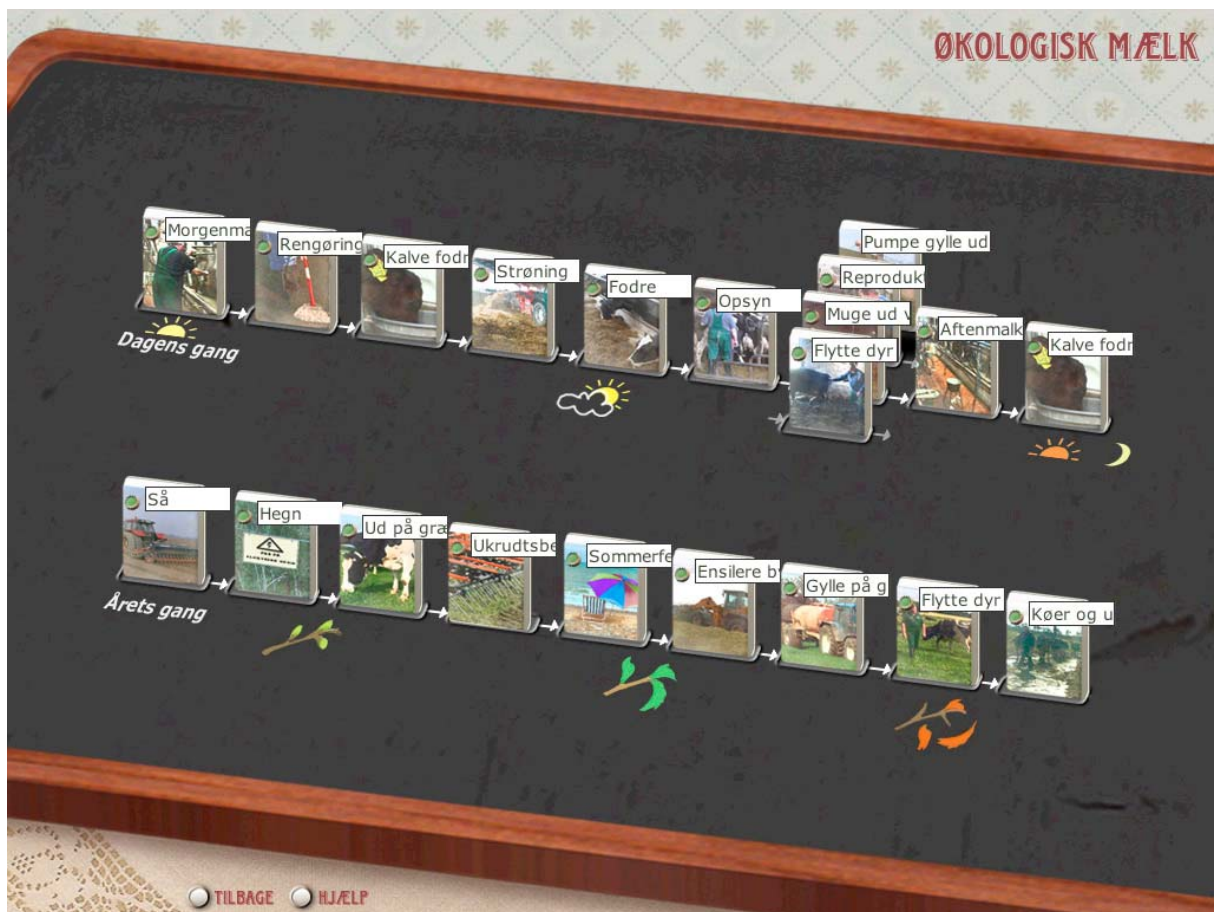 ØKOLOGISK MÆLK
Morgenma
Rengøring
Kalve fodr
Strøning
Fodre
Opsyn
Pumpe gylle ud
Reproduk
Muge ud v
Flytte dyr
Aftenmalk
Kalve fodr
Dagens gang
Så
Hegn
Ud på græ
Ukrudtsbe
Sommerfe
Ensilere by
Gylle på g
Flytte dyr
Køer og u
Årets gang
TILBAGE
HJÆLP